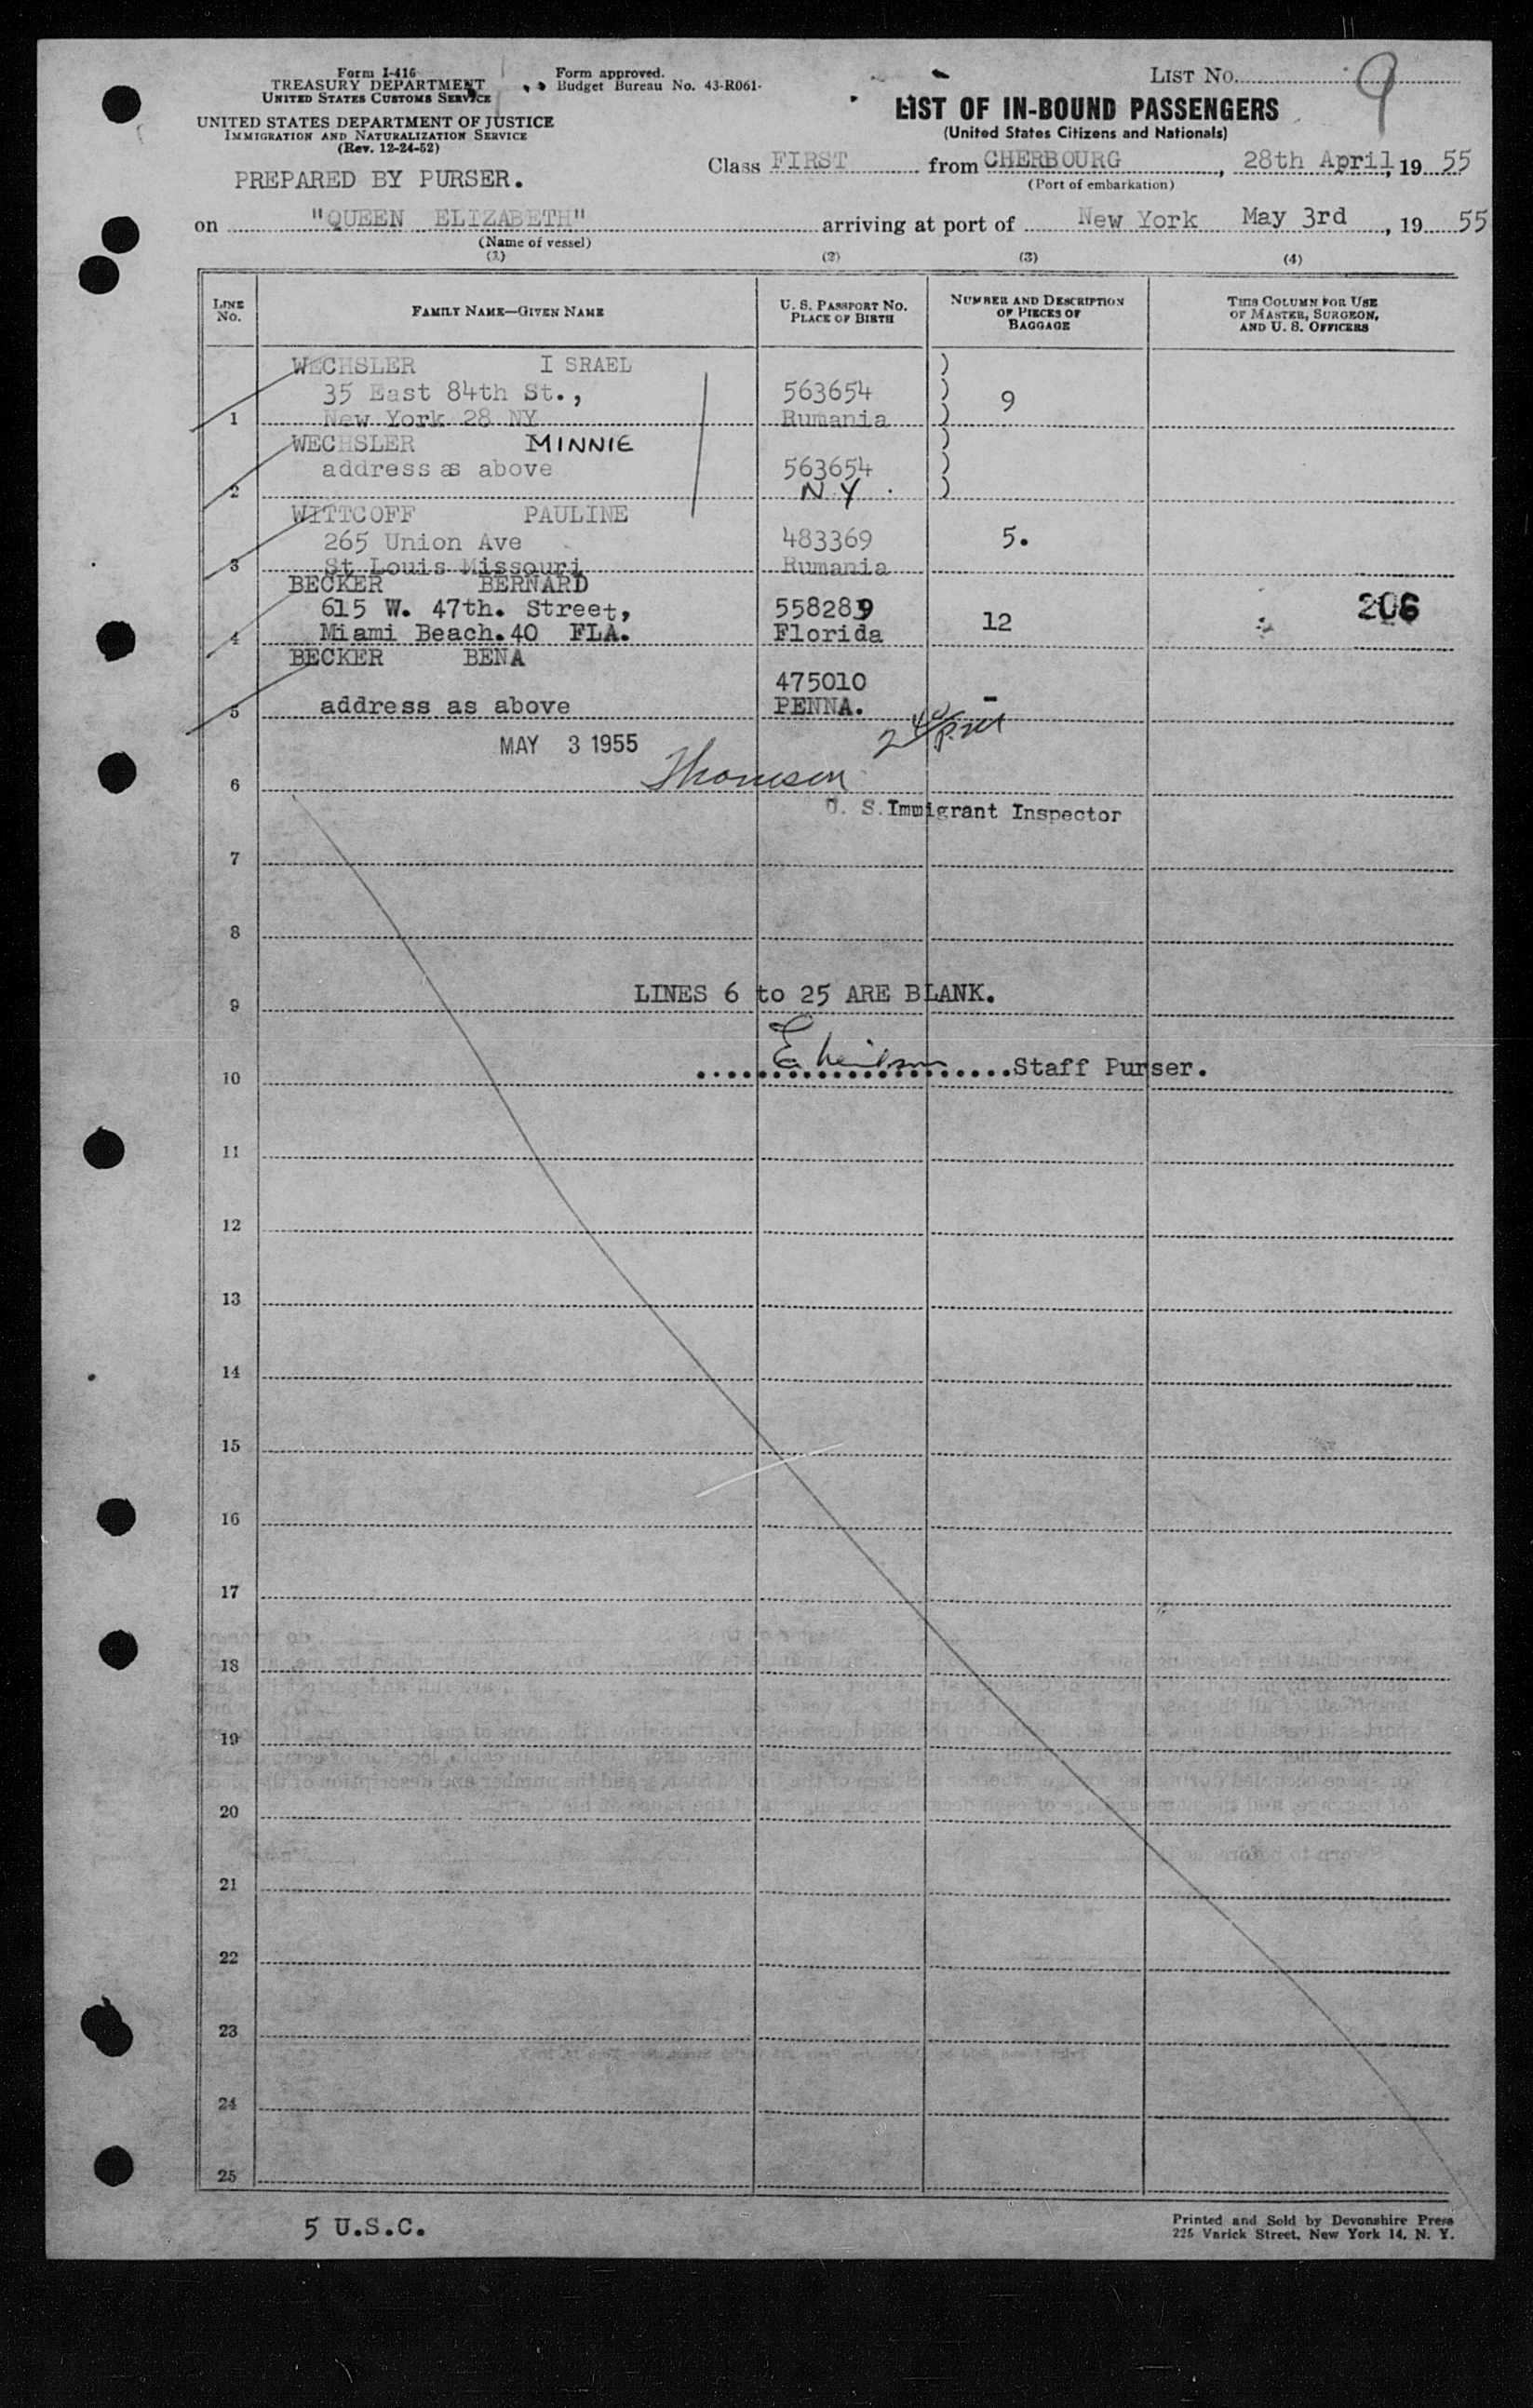 LIST NO. 9
Form I-416
TREASURY DEPARTMENT
UNITED STATES CUSTOMS SERVICE
Form approved.
Budget Bureau No. 43-R061-
UNITED STATES DEPARTMENT OF JUSTICE
IMMIGRATION AND NATURALIZATION SERVICE
(Rev. 12-24-52)
LIST OF IN-BOUND PASSENGERS
(United States Citizens and Nationals)
Class FIRST from CHERBOURG, 28th April, 19 55
(Port of embarkation)
PREPARED BY PURSER.
on "QUEEN ELIZABETH" arriving at port of New York May 3rd, 19 55
(Name of vessel)
(1) (2) (3) (4)
LINE NO. FAMILY NAME—GIVEN NAME U. S. PASSPORT NO. PLACE OF BIRTH NUMBER AND DESCRIPTION OF PIECES OF BAGGAGE THIS COLUMN FOR USE OF MASTER, SURGEON, AND U. S. OFFICERS
WECHSLER I SRAEL )
35 East 84th St., 563654 ) 9
1 New York 28 NY Rumania )
WECHSLER MINNIE )
address as above 563654 )
2 N.Y. )
WITTCOFF PAULINE
265 Union Ave 483369 5.
3 St Louis Missouri Rumania
BECKER BERNARD
615 W. 47th. Street, 558289 12 206
4 Miami Beach.40 FLA. Florida
BECKER BENA
475010
5 address as above PENNA. -
MAY 3 1955 2 40 P.M
6 Thomson
U. S. Immigrant Inspector
7
8
9 LINES 6 to 25 ARE BLANK.
10 ....................Staff Purser.
11
12
13
14
15
16
17
18
19
20
21
22
23
24
25
5 U.S.C.
Printed and Sold by Devonshire Press
225 Varick Street, New York 14, N. Y.